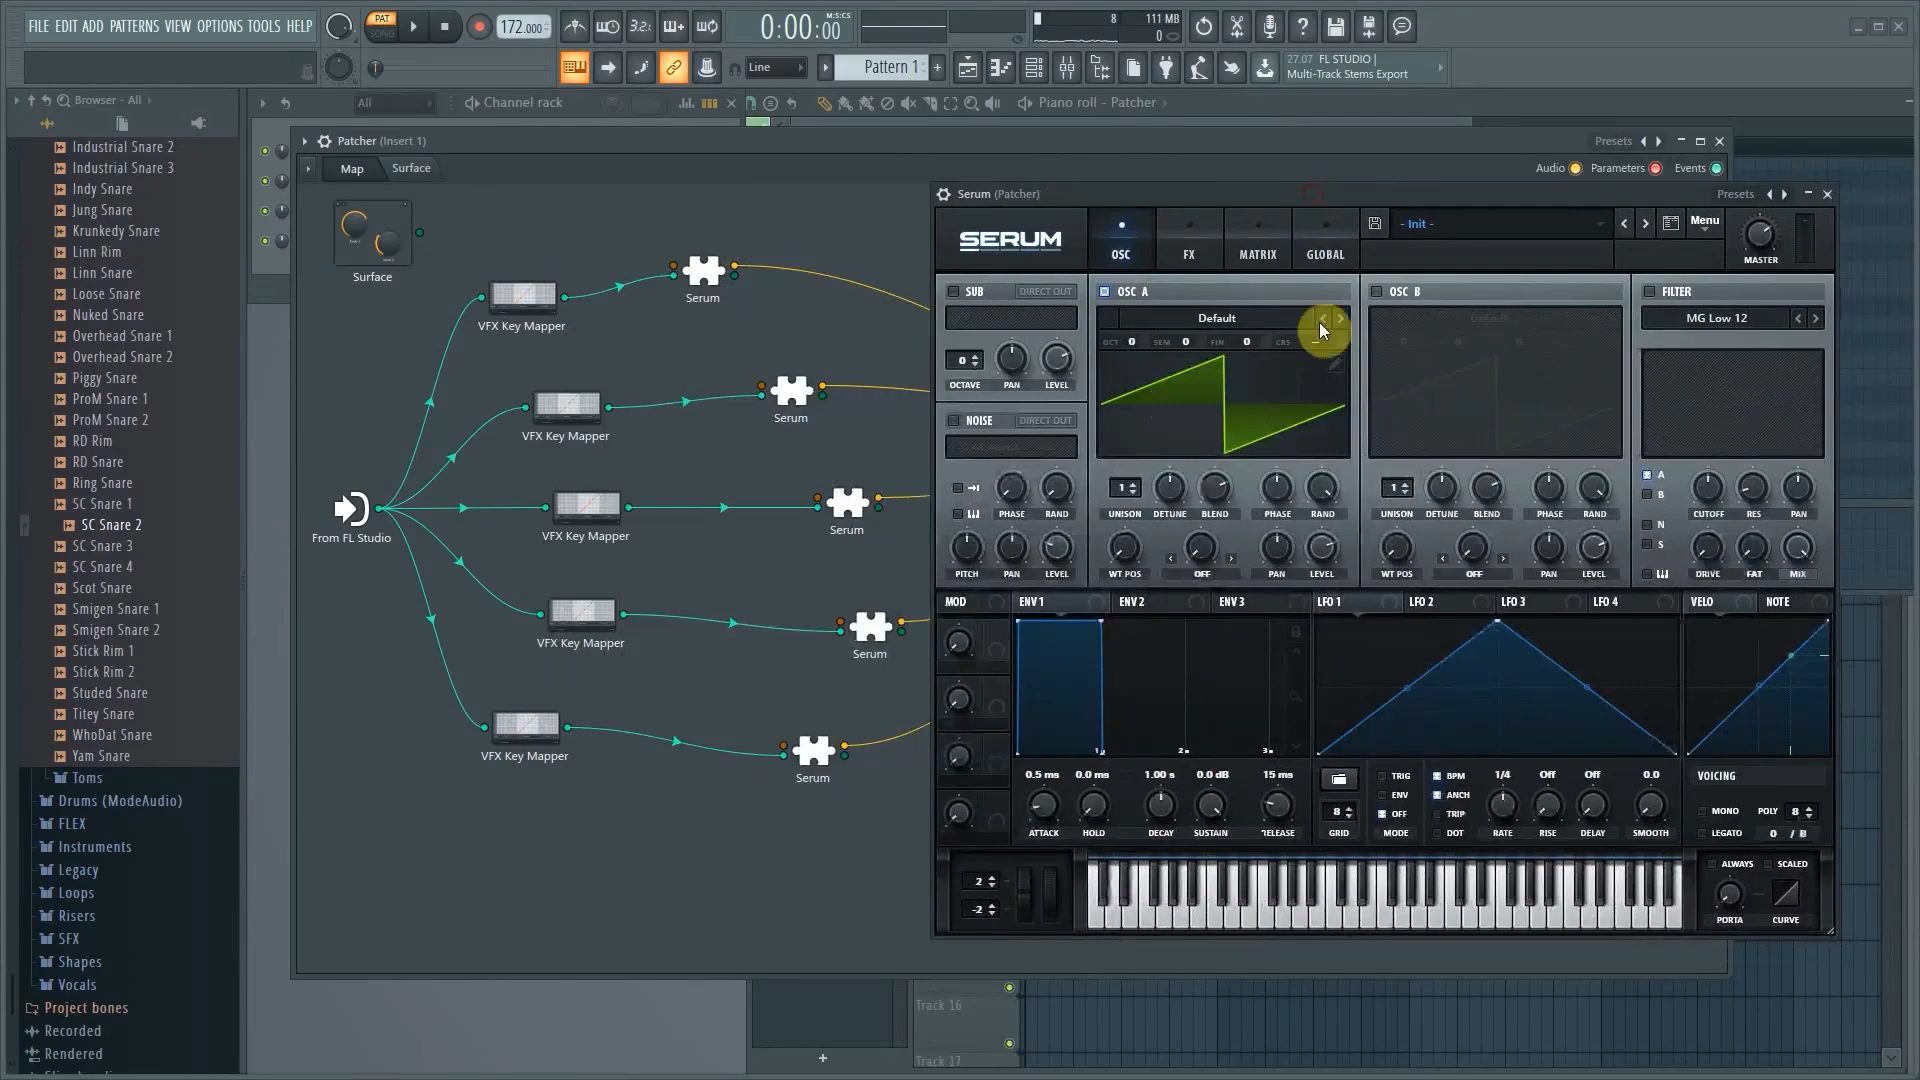 FILE EDIT ADD PATTERNS VIEW OPTIONS TOOLS HELP
PAT
SONG
172.000
3.2:
0:00:00
M:S:CS
8
111 MB
0
Line
Pattern 1
+
27.07 FL STUDIO |
Multi-Track Stems Export
Browser - All
All
Channel rack
Piano roll - Patcher
Industrial Snare 2
Industrial Snare 3
Indy Snare
Jung Snare
Krunkedy Snare
Linn Rim
Linn Snare
Loose Snare
Nuked Snare
Overhead Snare 1
Overhead Snare 2
Piggy Snare
ProM Snare 1
ProM Snare 2
RD Rim
RD Snare
Ring Snare
SC Snare 1
SC Snare 2
SC Snare 3
SC Snare 4
Scot Snare
Smigen Snare 1
Smigen Snare 2
Stick Rim 1
Stick Rim 2
Studed Snare
Titey Snare
WhoDat Snare
Yam Snare
Toms
Drums (ModeAudio)
FLEX
Instruments
Legacy
Loops
Risers
SFX
Shapes
Vocals
Project bones
Recorded
Rendered
Patcher (Insert 1)
Presets
Map
Surface
Audio
Parameters
Events
Surface
VFX Key Mapper
Serum
VFX Key Mapper
Serum
From FL Studio
VFX Key Mapper
Serum
VFX Key Mapper
Serum
VFX Key Mapper
Serum
Serum (Patcher)
Presets
SERUM
OSC
FX
MATRIX
GLOBAL
- Init -
Menu
MASTER
SUB
DIRECT OUT
OSC A
OSC B
FILTER
Default
Default
MG Low 12
OCT 0 SEM 0 FIN 0 CRS
0
OCTAVE
PAN
LEVEL
NOISE
DIRECT OUT
PHASE
RAND
PITCH
PAN
LEVEL
1
UNISON
DETUNE
BLEND
PHASE
RAND
WT POS
OFF
PAN
LEVEL
1
UNISON
DETUNE
BLEND
PHASE
RAND
WT POS
OFF
PAN
LEVEL
A
B
N
S
CUTOFF
RES
PAN
DRIVE
FAT
MIX
MOD
ENV 1
ENV 2
ENV 3
LFO 1
LFO 2
LFO 3
LFO 4
VELO
NOTE
1
2
3
0.5 ms
0.0 ms
1.00 s
0.0 dB
15 ms
ATTACK
HOLD
DECAY
SUSTAIN
RELEASE
8
GRID
TRIG
ENV
OFF
MODE
BPM
ANCH
TRIP
DOT
1/4
Off
Off
0.0
RATE
RISE
DELAY
SMOOTH
VOICING
MONO
POLY
8
LEGATO
0 / 8
2
-2
ALWAYS
SCALED
PORTA
CURVE
Track 16
Track 17
+